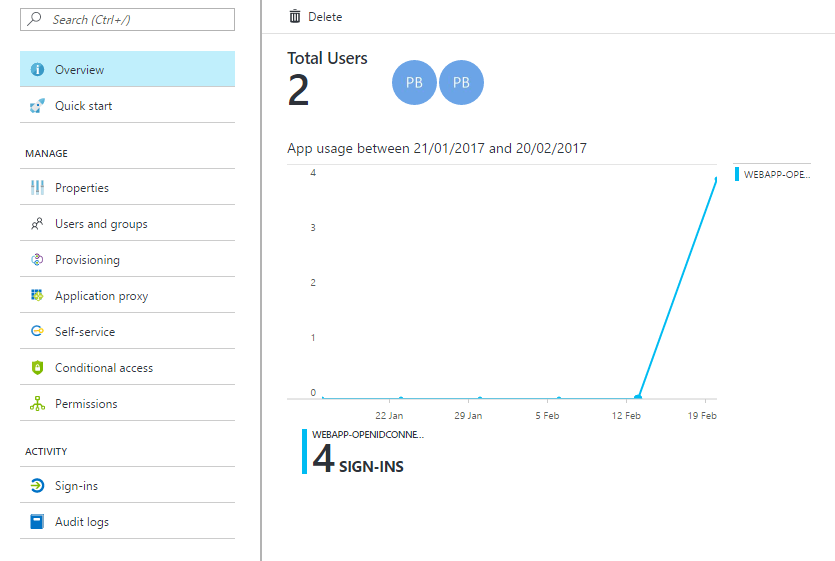 Search (Ctrl+/)
Overview
Quick start
MANAGE
Properties
Users and groups
Provisioning
Application proxy
Self-service
Conditional access
Permissions
ACTIVITY
Sign-ins
Audit logs
Delete
Total Users
2
PB PB
App usage between 21/01/2017 and 20/02/2017
4
3
2
1
0
22 Jan 29 Jan 5 Feb 12 Feb 19 Feb
WEBAPP-OPE...
WEBAPP-OPENIDCONNE...
4 SIGN-INS